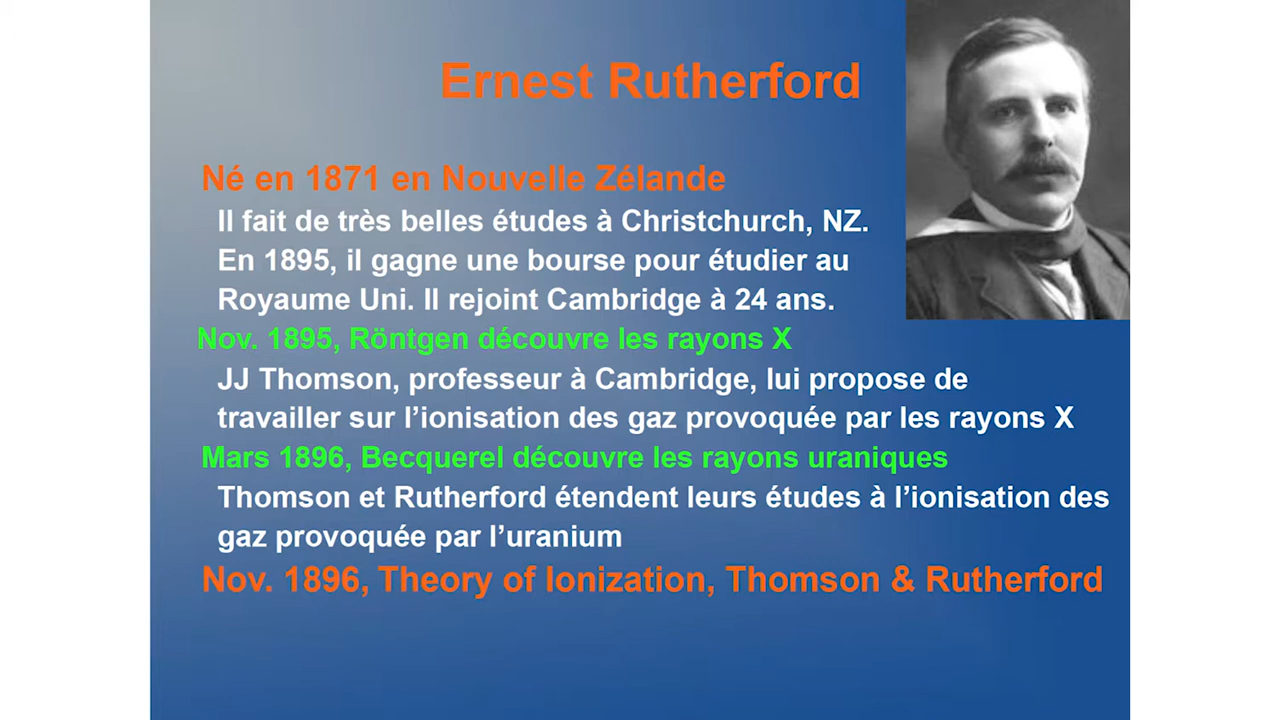 Ernest Rutherford
Né en 1871 en Nouvelle Zélande
Il fait de très belles études à Christchurch, NZ.
En 1895, il gagne une bourse pour étudier au
Royaume Uni. Il rejoint Cambridge à 24 ans.
Nov. 1895, Röntgen découvre les rayons X
JJ Thomson, professeur à Cambridge, lui propose de
travailler sur l’ionisation des gaz provoquée par les rayons X
Mars 1896, Becquerel découvre les rayons uraniques
Thomson et Rutherford étendent leurs études à l’ionisation des
gaz provoquée par l’uranium
Nov. 1896, Theory of Ionization, Thomson & Rutherford